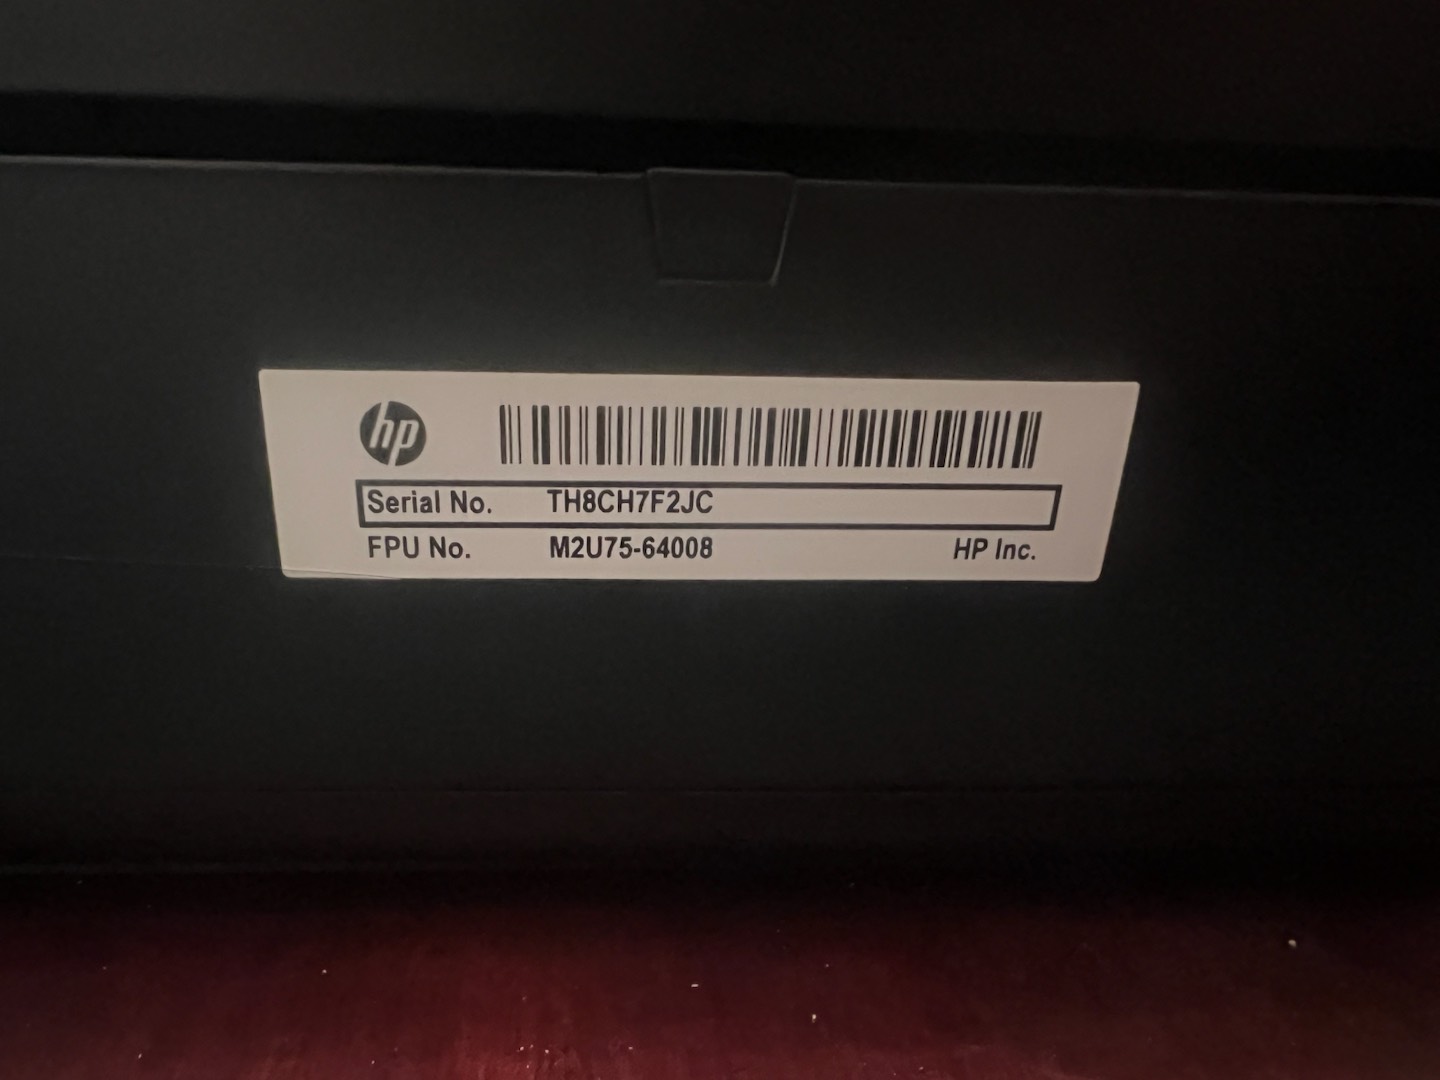 hp
Serial No. TH8CH7F2JC
FPU No. M2U75-64008 HP Inc.